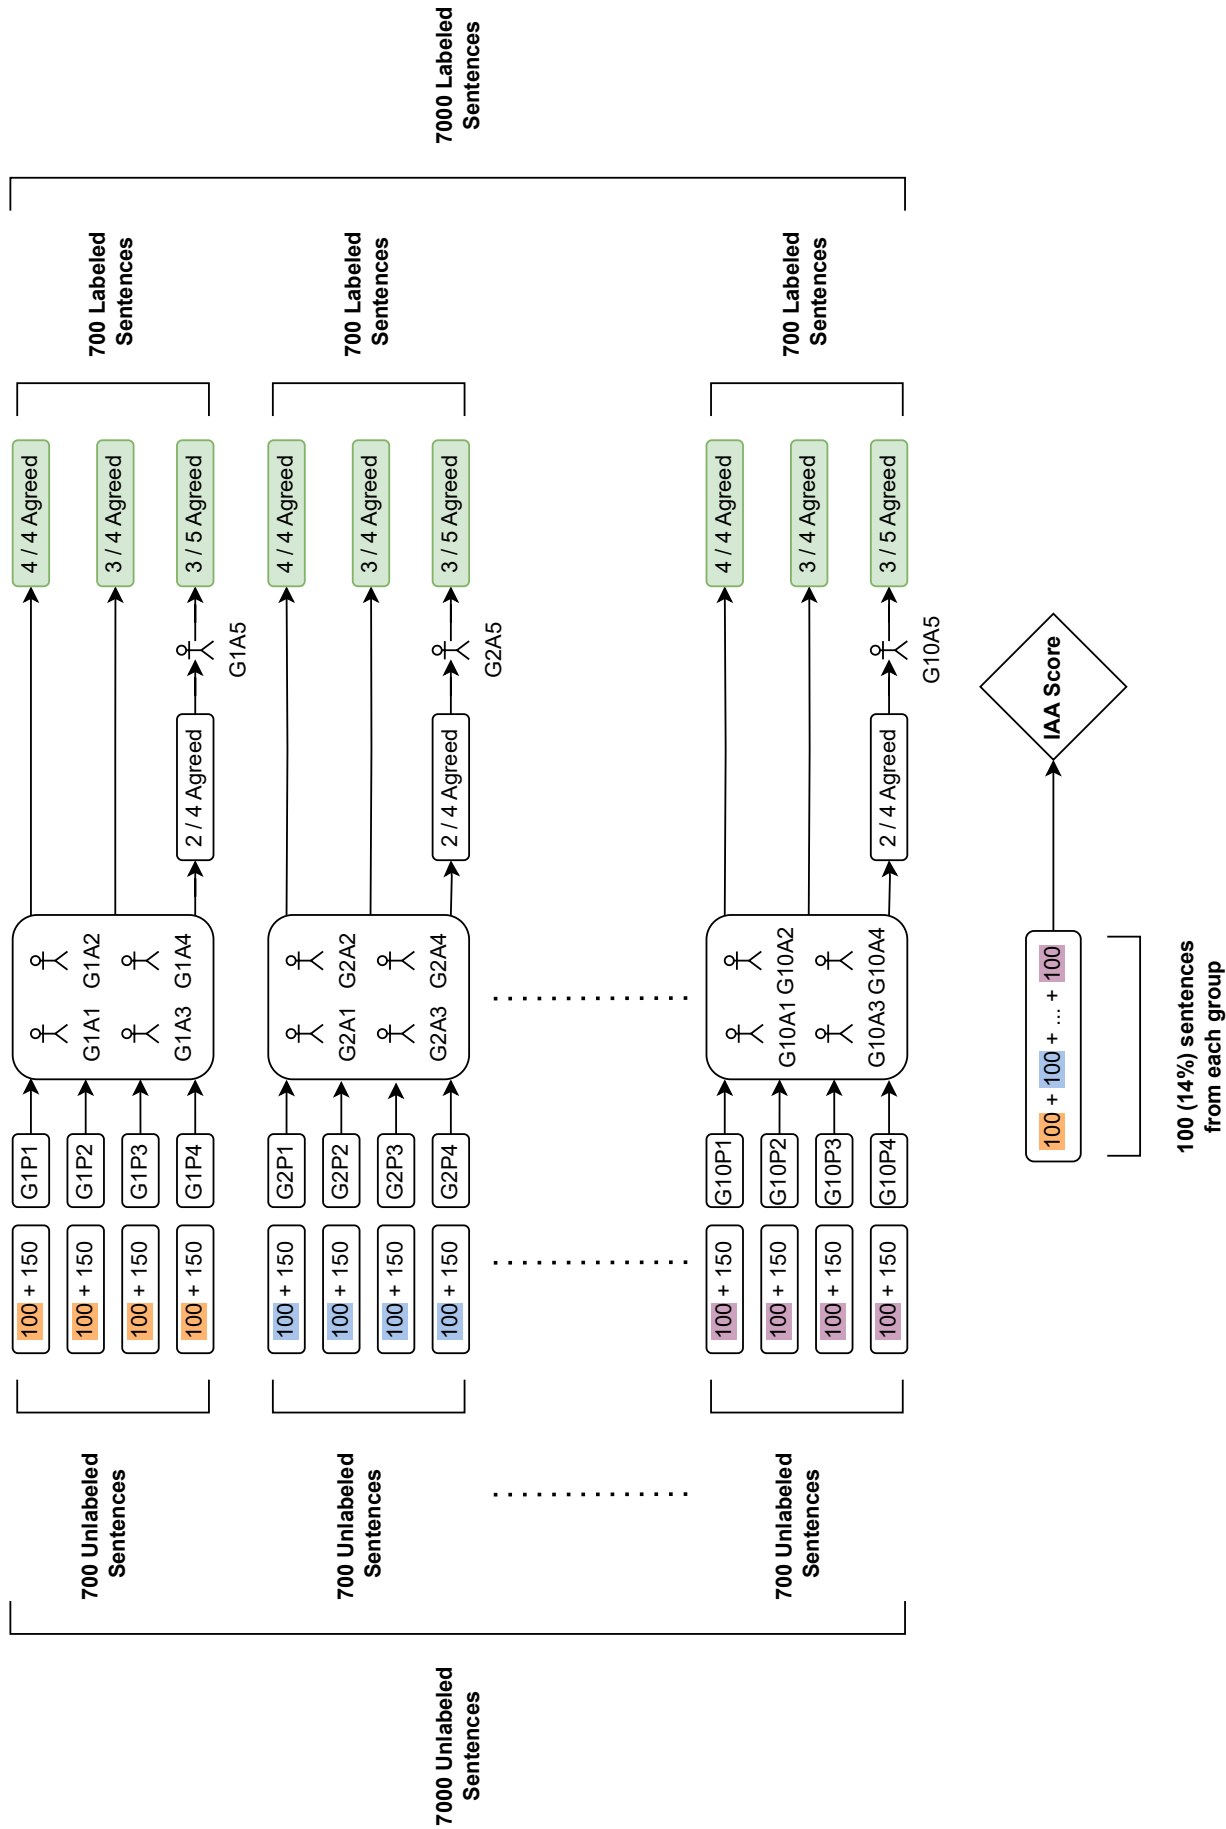 7000 Unlabeled
Sentences
700 Unlabeled
Sentences
100 + 150
G1P1
100 + 150
G1P2
100 + 150
G1P3
100 + 150
G1P4
G1A1
G1A2
G1A3
G1A4
4 / 4 Agreed
3 / 4 Agreed
2 / 4 Agreed
G1A5
3 / 5 Agreed
700 Labeled
Sentences
700 Unlabeled
Sentences
100 + 150
G2P1
100 + 150
G2P2
100 + 150
G2P3
100 + 150
G2P4
G2A1
G2A2
G2A3
G2A4
4 / 4 Agreed
3 / 4 Agreed
2 / 4 Agreed
G2A5
3 / 5 Agreed
700 Labeled
Sentences
700 Unlabeled
Sentences
100 + 150
G10P1
100 + 150
G10P2
100 + 150
G10P3
100 + 150
G10P4
G10A1 G10A2
G10A3 G10A4
4 / 4 Agreed
3 / 4 Agreed
2 / 4 Agreed
G10A5
3 / 5 Agreed
700 Labeled
Sentences
7000 Labeled
Sentences
100 + 100 + ... + 100
IAA Score
100 (14%) sentences
from each group